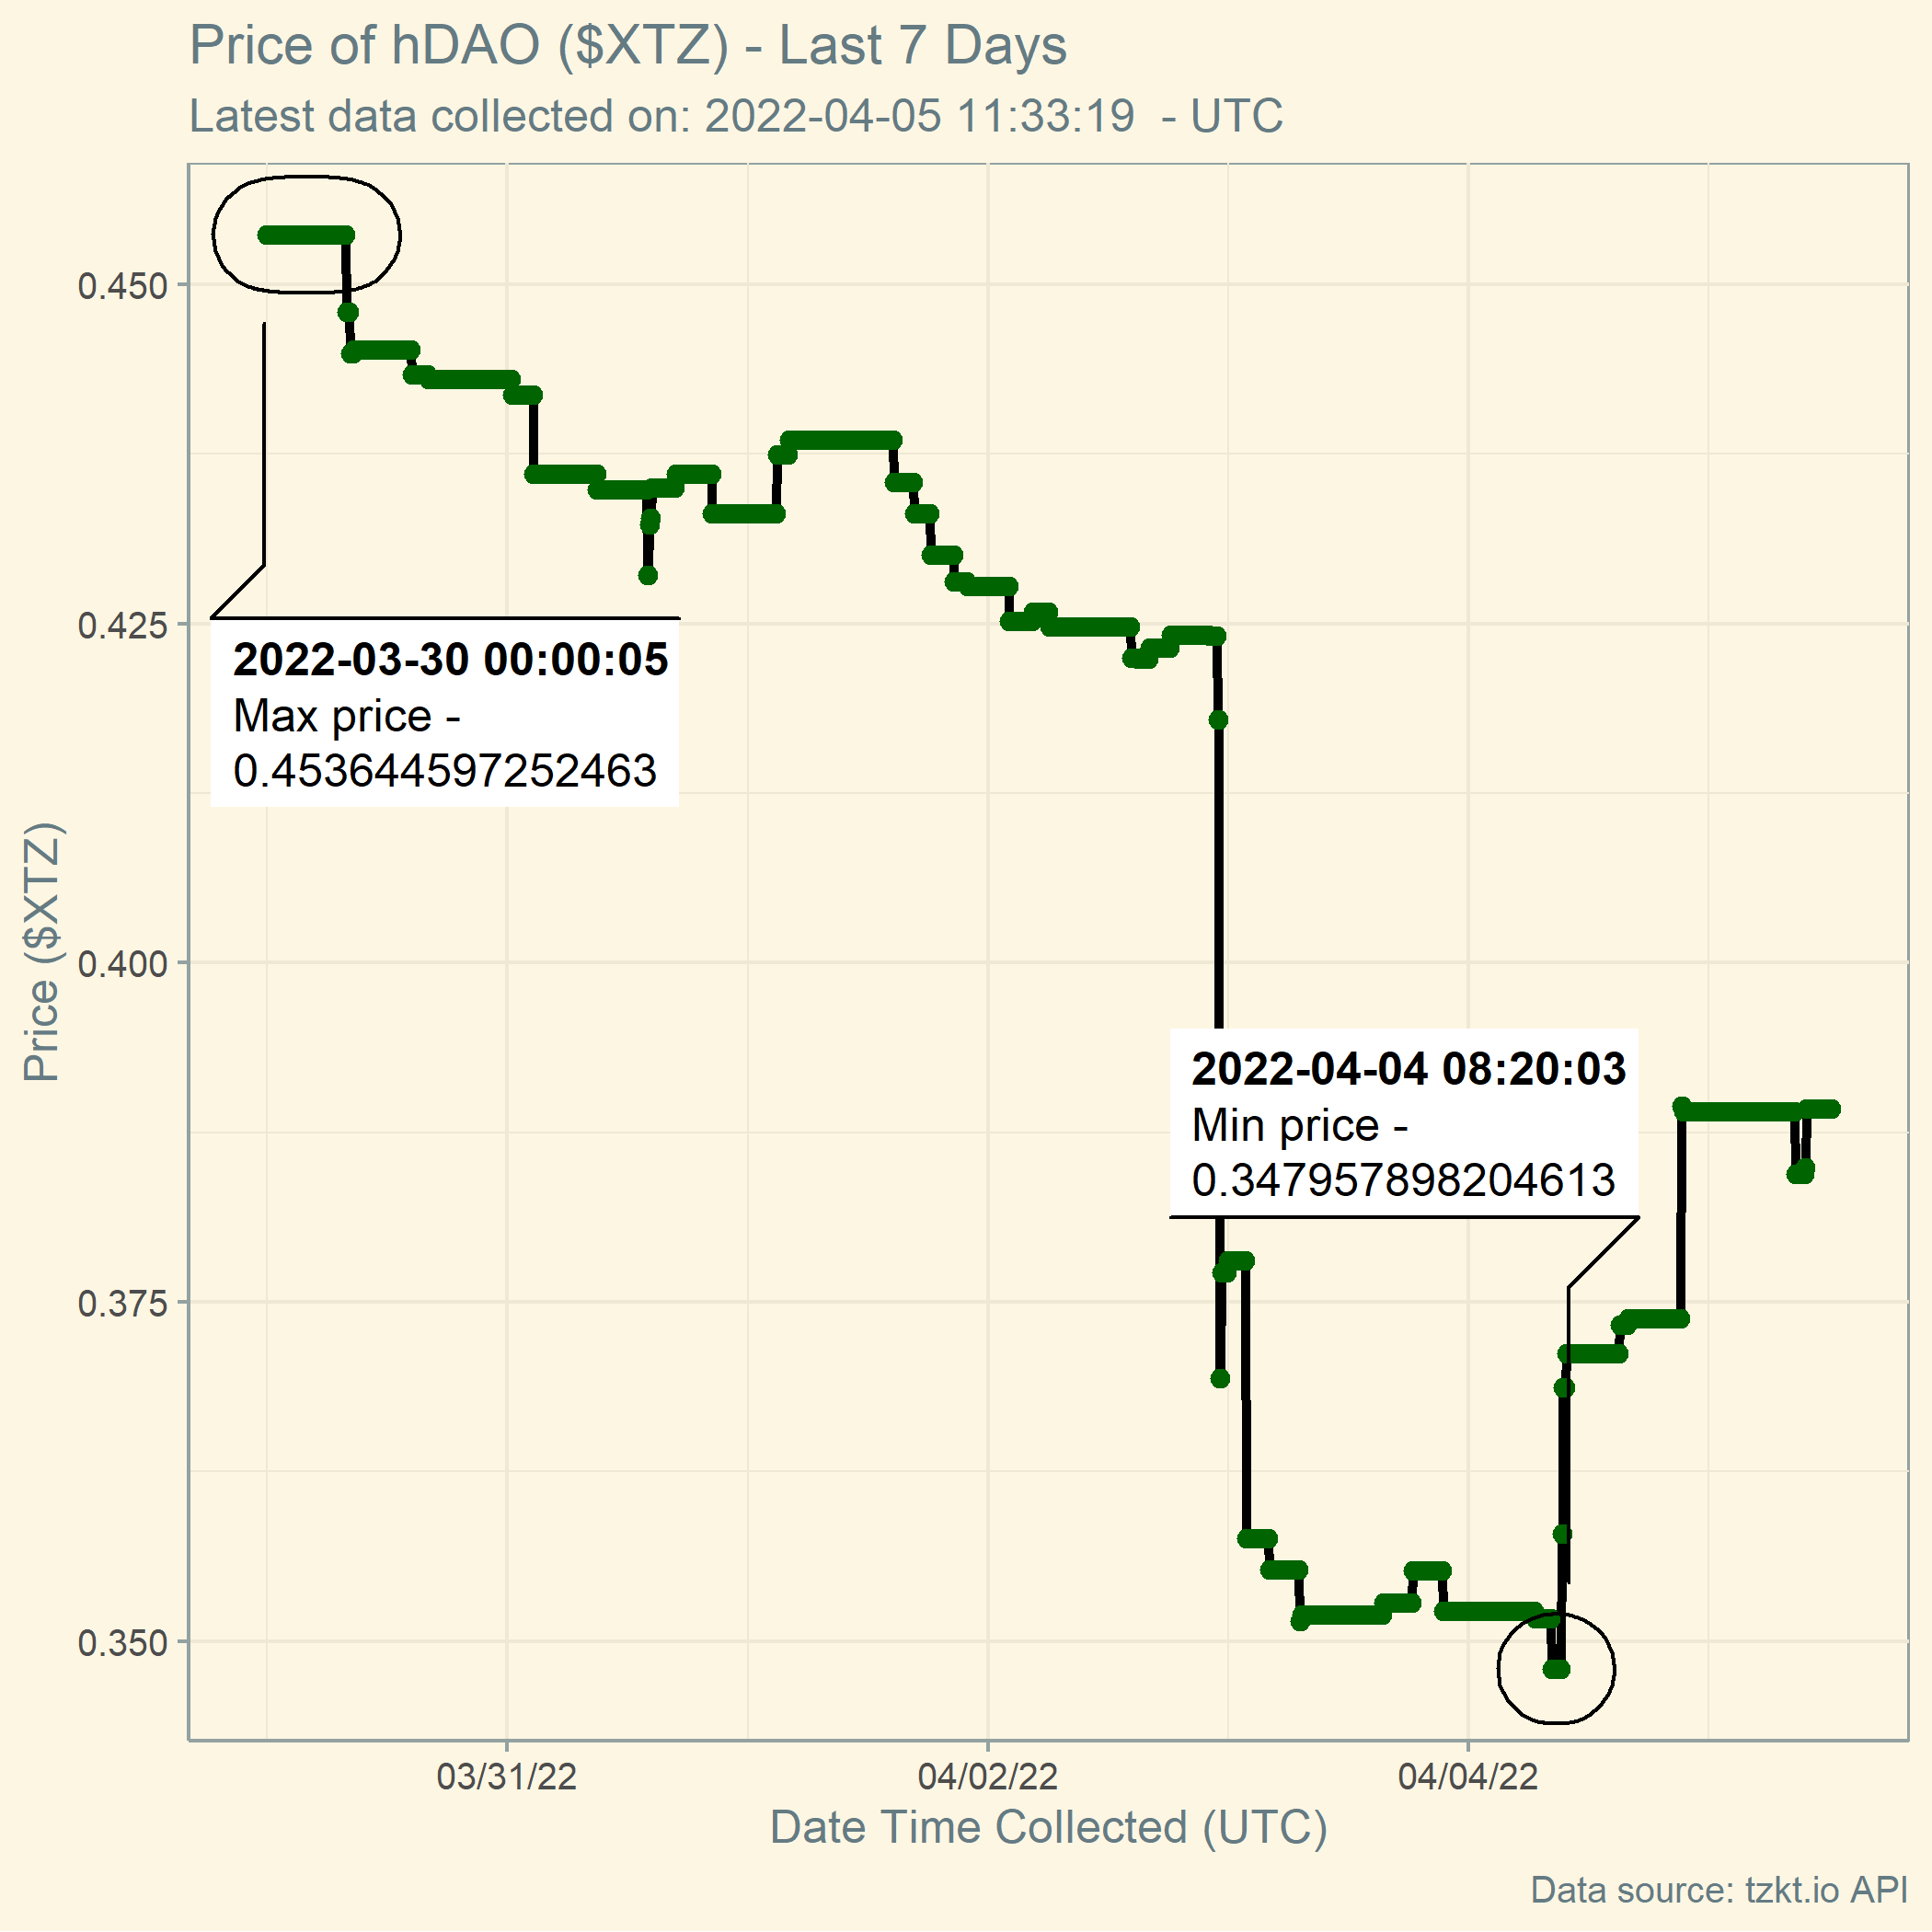 Price of hDAO ($XTZ) - Last 7 Days
Latest data collected on: 2022-04-05 11:33:19  - UTC
Price ($XTZ)
0.450
0.425
0.400
0.375
0.350
2022-03-30 00:00:05
Max price -
0.453644597252463
2022-04-04 08:20:03
Min price -
0.347957898204613
03/31/22
04/02/22
04/04/22
Date Time Collected (UTC)
Data source: tzkt.io API